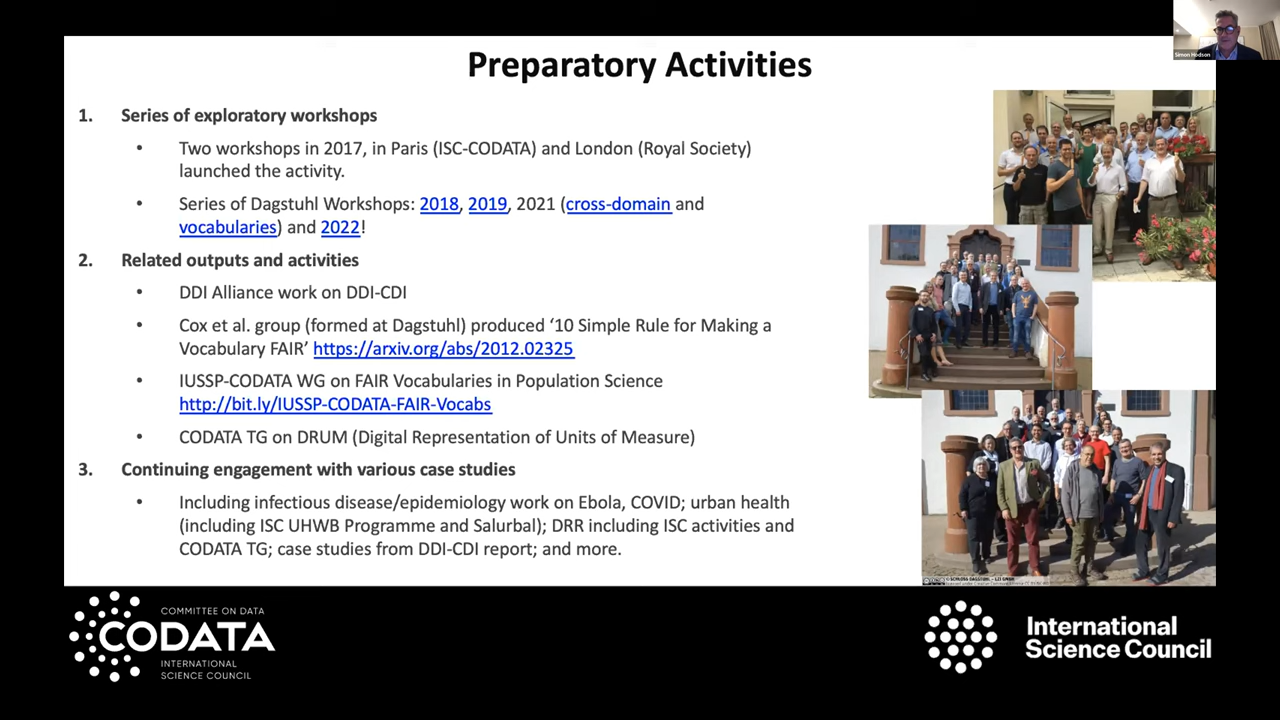 Simon Hodson
Preparatory Activities
1. Series of exploratory workshops
• Two workshops in 2017, in Paris (ISC-CODATA) and London (Royal Society)
launched the activity.
• Series of Dagstuhl Workshops: 2018, 2019, 2021 (cross-domain and
vocabularies) and 2022!
2. Related outputs and activities
• DDI Alliance work on DDI-CDI
• Cox et al. group (formed at Dagstuhl) produced ‘10 Simple Rule for Making a
Vocabulary FAIR’ https://arxiv.org/abs/2012.02325
• IUSSP-CODATA WG on FAIR Vocabularies in Population Science
http://bit.ly/IUSSP-CODATA-FAIR-Vocabs
• CODATA TG on DRUM (Digital Representation of Units of Measure)
3. Continuing engagement with various case studies
• Including infectious disease/epidemiology work on Ebola, COVID; urban health
(including ISC UHWB Programme and Salurbal); DRR including ISC activities and
CODATA TG; case studies from DDI-CDI report; and more.
© SCHLOSS DAGSTUHL - LZI GMBH
COMMITTEE ON DATA
CODATA
INTERNATIONAL
SCIENCE COUNCIL
International
Science Council